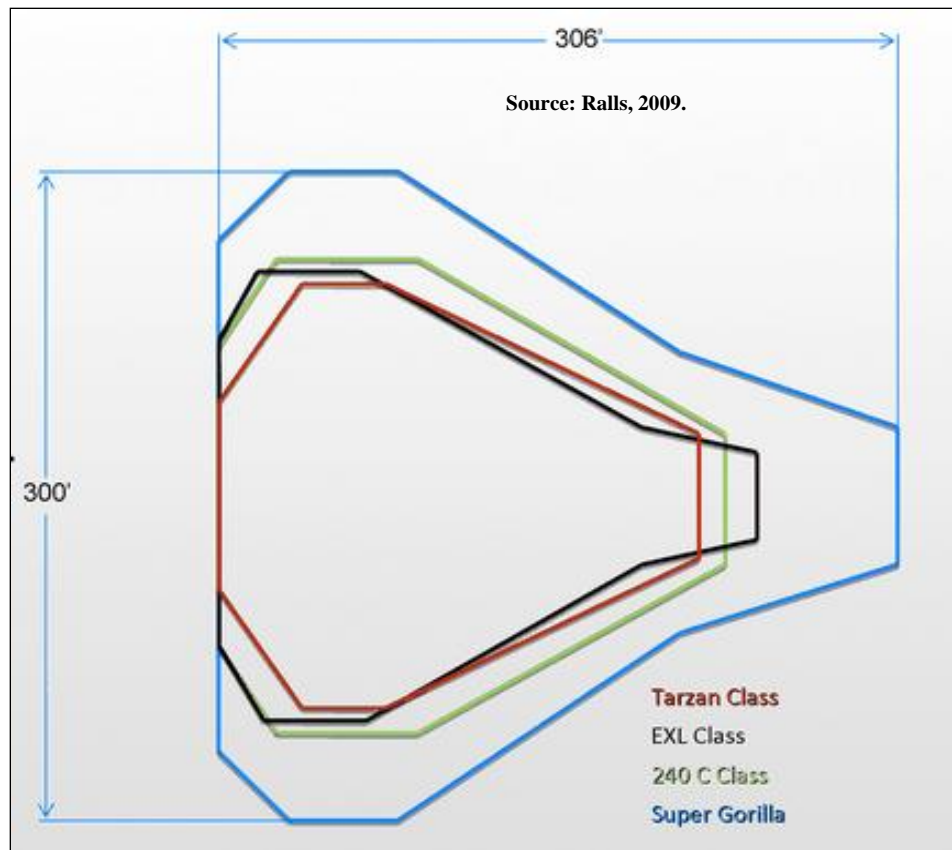 306'
Source: Ralls, 2009.
300'
Tarzan Class
EXL Class
240 C Class
Super Gorilla